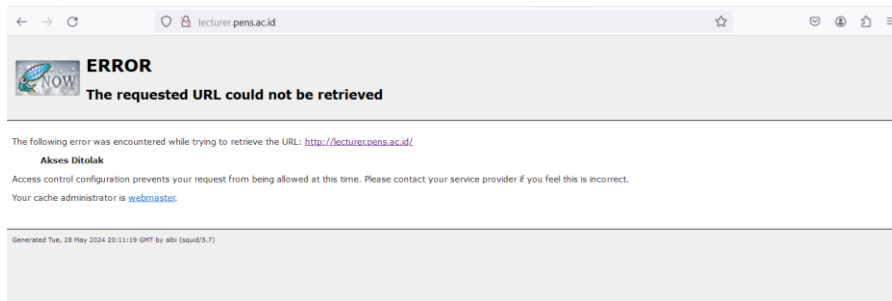 lecturer.pens.ac.id
NOW
ERROR
The requested URL could not be retrieved
The following error was encountered while trying to retrieve the URL: http://lecturer.pens.ac.id/
Akses Ditolak
Access control configuration prevents your request from being allowed at this time. Please contact your service provider if you feel this is incorrect.
Your cache administrator is webmaster.
Generated Tue, 28 May 2024 20:11:19 GMT by albi (squid/5.7)